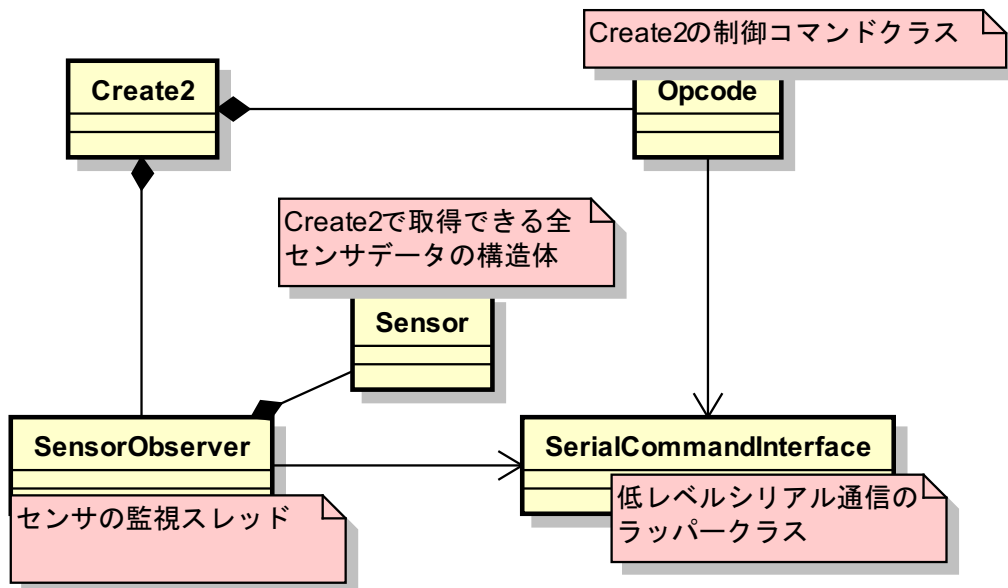 Create2の制御コマンドクラス
Create2
Opcode
Create2で取得できる全
センサデータの構造体
Sensor
SensorObserver
SerialCommandInterface
センサの監視スレッド
低レベルシリアル通信の
ラッパークラス